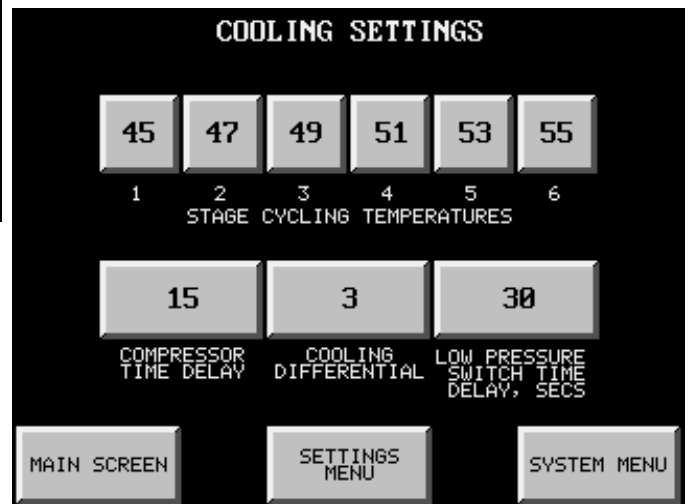 COOLING SETTINGS
45 47 49 51 53 55
1 2 3 4 5 6
STAGE CYCLING TEMPERATURES
15 3 30
COMPRESSOR TIME DELAY
COOLING DIFFERENTIAL
LOW PRESSURE SWITCH TIME DELAY, SECS
MAIN SCREEN
SETTINGS MENU
SYSTEM MENU